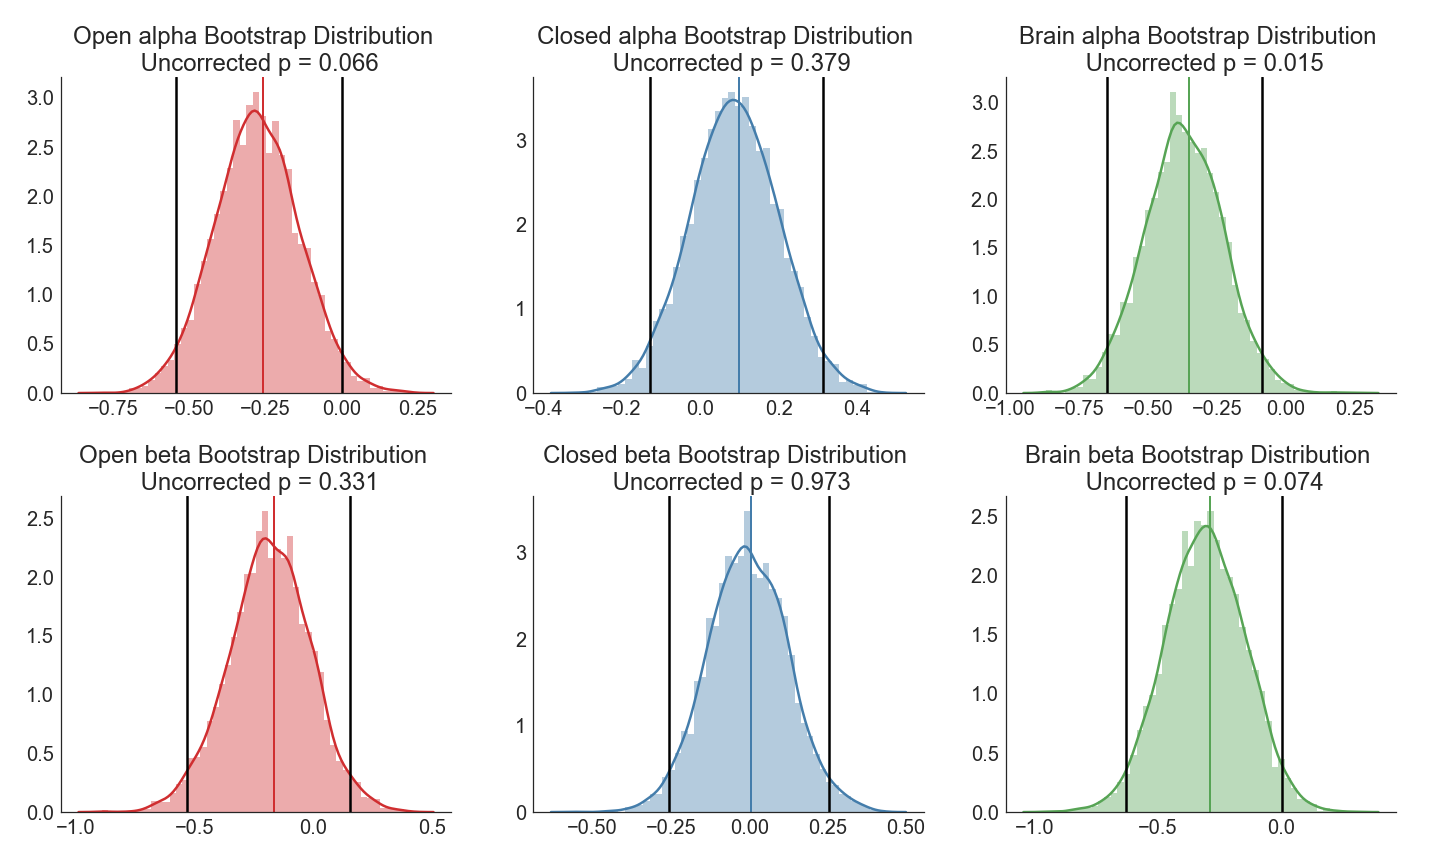 Open alpha Bootstrap Distribution
Uncorrected p = 0.066
3.0
2.5
2.0
1.5
1.0
0.5
0.0
−0.75 −0.50 −0.25 0.00 0.25
Closed alpha Bootstrap Distribution
Uncorrected p = 0.379
3
2
1
0
−0.4 −0.2 0.0 0.2 0.4
Brain alpha Bootstrap Distribution
Uncorrected p = 0.015
3.0
2.5
2.0
1.5
1.0
0.5
0.0
−1.00 −0.75 −0.50 −0.25 0.00 0.25
Open beta Bootstrap Distribution
Uncorrected p = 0.331
2.5
2.0
1.5
1.0
0.5
0.0
−1.0 −0.5 0.0 0.5
Closed beta Bootstrap Distribution
Uncorrected p = 0.973
3
2
1
0
−0.50 −0.25 0.00 0.25 0.50
Brain beta Bootstrap Distribution
Uncorrected p = 0.074
2.5
2.0
1.5
1.0
0.5
0.0
−1.0 −0.5 0.0